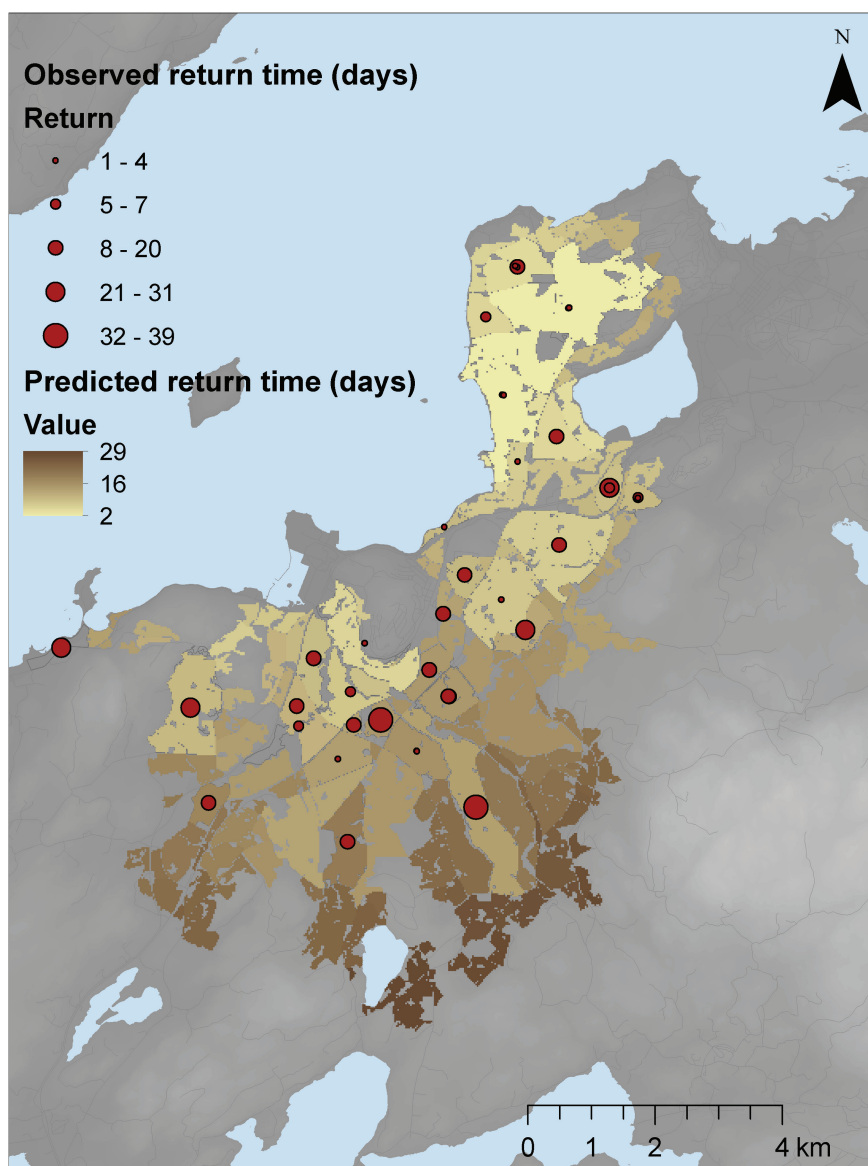 N
Observed return time (days)
Return
1 - 4
5 - 7
8 - 20
21 - 31
32 - 39
Predicted return time (days)
Value
29
16
2
0 1 2 4 km